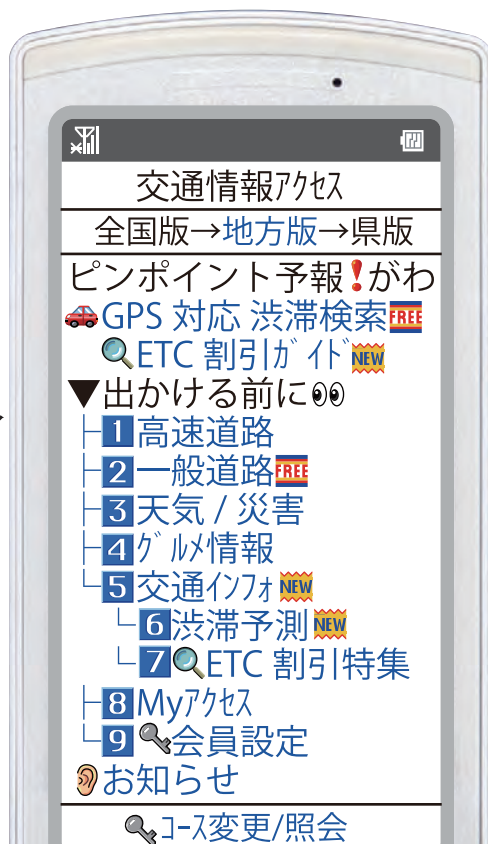 交通情報ｱｸｾｽ
全国版→地方版→県版
ピンポイント予報❗がわ
🚗GPS 対応 渋滞検索FREE
🔍ETC 割引ｶﾞｲﾄﾞNEW
▼出かける前に👀
├1高速道路
├2一般道路FREE
├3天気 / 災害
├4ｸﾞﾙﾒ情報
└5交通ｲﾝﾌｫNEW
└6渋滞予測NEW
└7🔍ETC 割引特集
├8Myｱｸｾｽ
└9🔑会員設定
👂お知らせ
🔑ｺｰｽ変更/照会